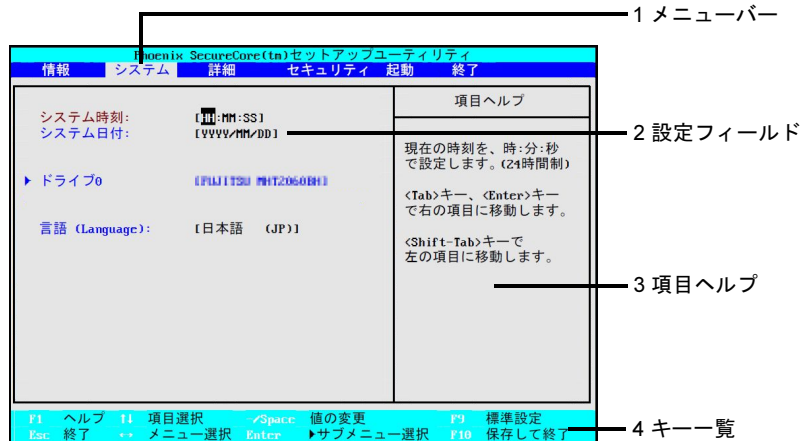 1 メニューバー
Phoenix SecureCore(tm)セットアップユーティリティ
情報 システム 詳細 セキュリティ 起動 終了
項目ヘルプ
システム時刻: [HH:MM:SS]
システム日付: [YYYY/MM/DD]
2 設定フィールド
現在の時刻を、時:分:秒
で設定します。(24時間制)
▶ ドライブ0 [FUJITSU MHT2060BH]
<Tab>キー、<Enter>キー
で右の項目に移動します。
言語 (Language): [日本語 (JP)]
<Shift-Tab>キーで
左の項目に移動します。
3 項目ヘルプ
F1 ヘルプ ↑↓ 項目選択 -/Space 値の変更 F9 標準設定
Esc 終了 ↔ メニュー選択 Enter ▶サブメニュー選択 F10 保存して終了
4 キー一覧